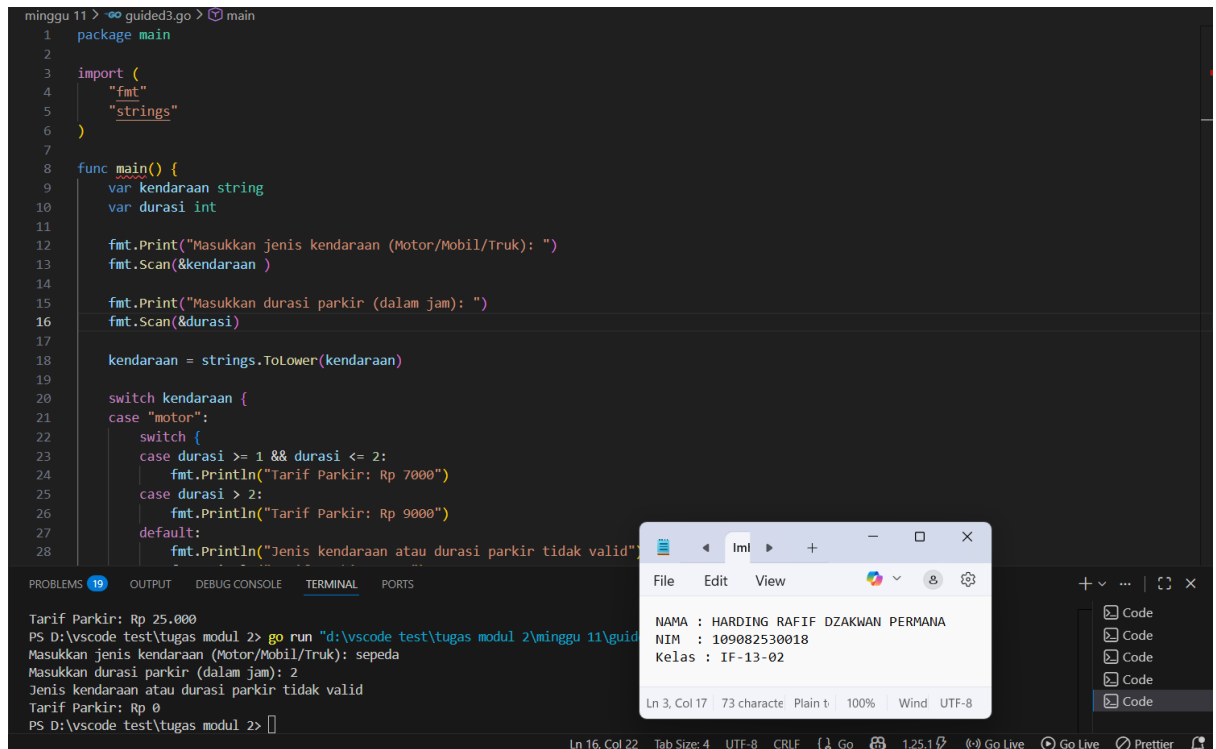 minggu 11 > guided3.go > main
1 package main
2
3 import (
4 "fmt"
5 "strings"
6 )
7
8 func main() {
9 var kendaraan string
10 var durasi int
11
12 fmt.Print("Masukkan jenis kendaraan (Motor/Mobil/Truk): ")
13 fmt.Scan(&kendaraan )
14
15 fmt.Print("Masukkan durasi parkir (dalam jam): ")
16 fmt.Scan(&durasi)
17
18 kendaraan = strings.ToLower(kendaraan)
19
20 switch kendaraan {
21 case "motor":
22 switch {
23 case durasi >= 1 && durasi <= 2:
24 fmt.Println("Tarif Parkir: Rp 7000")
25 case durasi > 2:
26 fmt.Println("Tarif Parkir: Rp 9000")
27 default:
28 fmt.Println("Jenis kendaraan atau durasi parkir tidak valid")
PROBLEMS 19 OUTPUT DEBUG CONSOLE TERMINAL PORTS
Tarif Parkir: Rp 25.000
PS D:\vscode test\tugas modul 2> go run "d:\vscode test\tugas modul 2\minggu 11\guid
Masukkan jenis kendaraan (Motor/Mobil/Truk): sepeda
Masukkan durasi parkir (dalam jam): 2
Jenis kendaraan atau durasi parkir tidak valid
Tarif Parkir: Rp 0
PS D:\vscode test\tugas modul 2>
Code
Code
Code
Code
Code
File Edit View
NAMA : HARDING RAFIF DZAKWAN PERMANA
NIM : 109082530018
Kelas : IF-13-02
Ln 3, Col 17 73 characte Plain t 100% Wind UTF-8
Ln 16, Col 22 Tab Size: 4 UTF-8 CRLF {} Go 1.25.1 Go Live Go Live Prettier